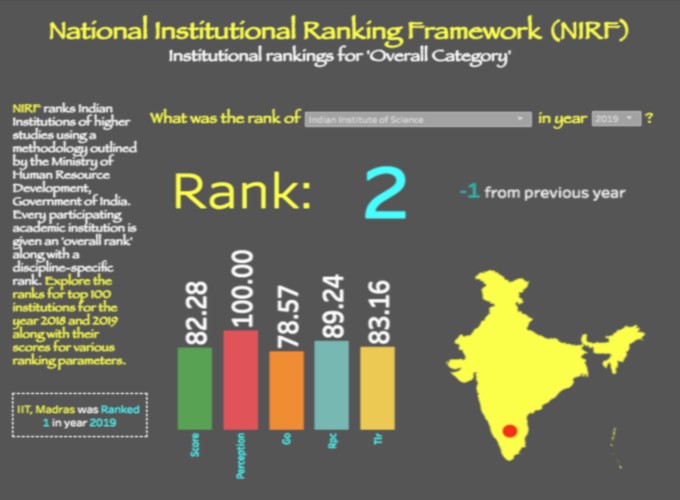 National Institutional Ranking Framework (NIRF)
Institutional rankings for 'Overall Category'
NIRF ranks Indian
Institutions of higher
studies using a
methodology outlined
by the Ministry of
Human Resource
Development,
Government of India.
Every participating
academic institution is
given an 'overall rank'
along with a
discipline-specific
rank. Explore the
ranks for top 100
institutions for the
year 2018 and 2019
along with their
scores for various
ranking parameters.
IIT, Madras was Ranked
1 in year 2019
What was the rank of Indian Institute of Science in year 2019 ?
Rank: 2 -1 from previous year
82.28 100.00 78.57 89.24 83.16
Score Perception Go Rpc Tlr